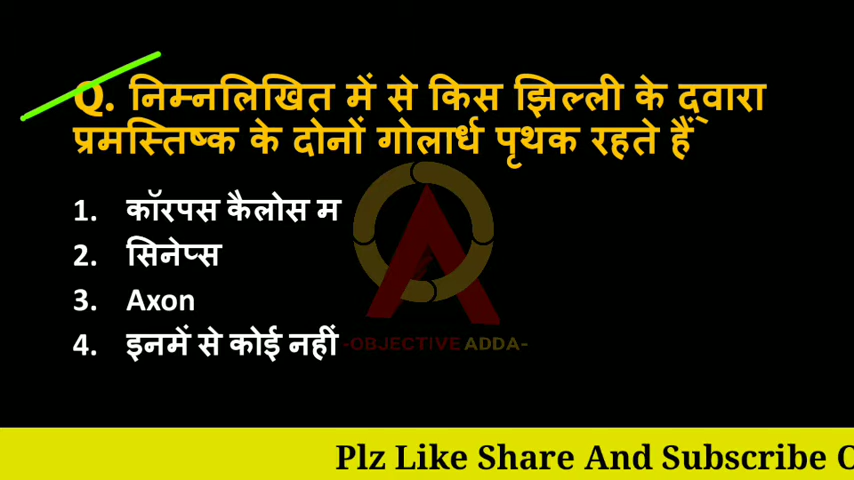 Q. निम्नलिखित में से किस झिल्ली के द्वारा
प्रमस्तिष्क के दोनों गोलार्ध पृथक रहते हैं
1. कॉरपस कैलोस म
2. सिनेप्स
3. Axon
4. इनमें से कोई नहीं
-OBJECTIVE ADDA-
Plz Like Share And Subscribe O